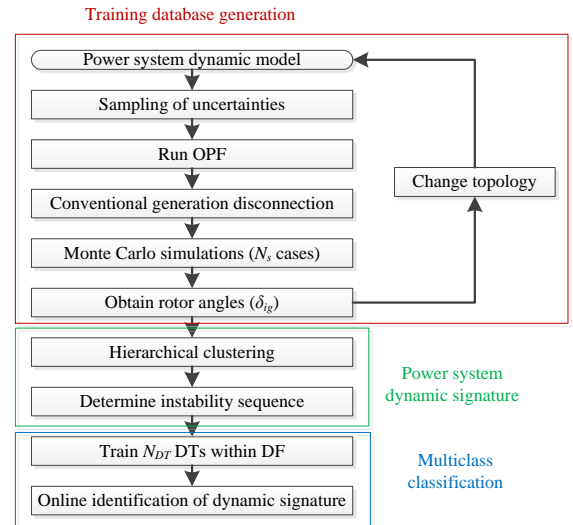 Training database generation
Power system dynamic model
Sampling of uncertainties
Run OPF
Conventional generation disconnection
Change topology
Monte Carlo simulations (Ns cases)
Obtain rotor angles (δig)
Hierarchical clustering
Determine instability sequence
Power system
dynamic signature
Train NDT DTs within DF
Online identification of dynamic signature
Multiclass
classification